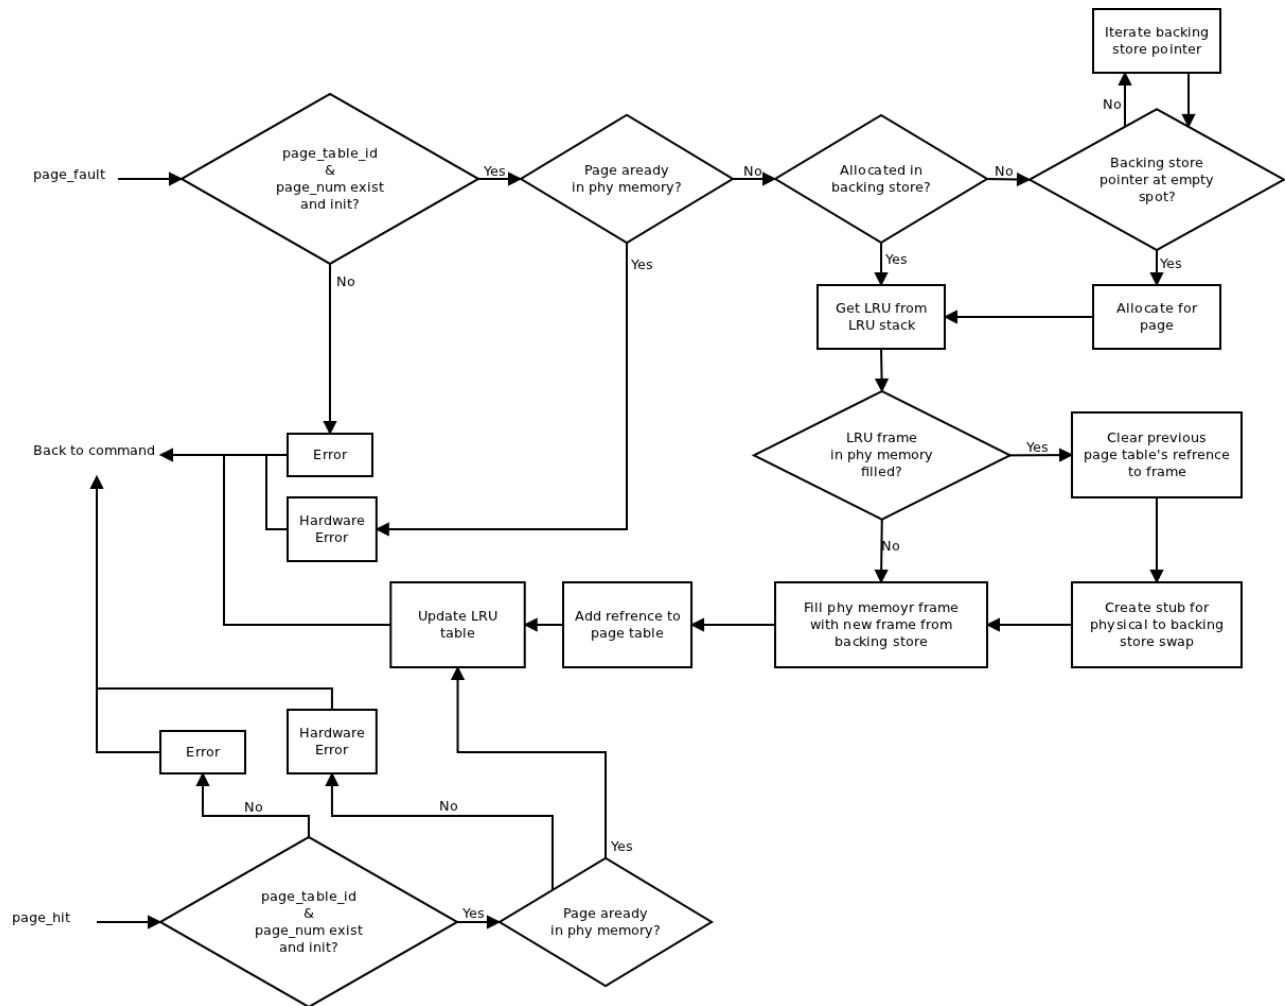 Iterate backing
store pointer
No
page_fault
page_table_id
&
page_num exist
and init?
Yes
Page aready
in phy memory?
No
Allocated in
backing store?
No
Backing store
pointer at empty
spot?
No
Yes
Yes
Yes
Get LRU from
LRU stack
Allocate for
page
Back to command
Error
LRU frame
in phy memory
filled?
Yes
Clear previous
page table's refrence
to frame
Hardware
Error
No
Update LRU
table
Add refrence to
page table
Fill phy memoyr frame
with new frame from
backing store
Create stub for
physical to backing
store swap
Error
Hardware
Error
No
No
Yes
page_hit
page_table_id
&
page_num exist
and init?
Yes
Page aready
in phy memory?